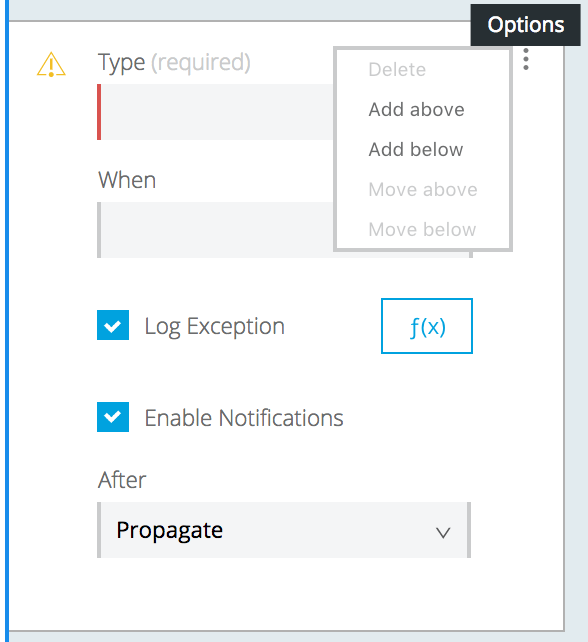 Options
Type (required)
Delete
Add above
Add below
Move above
Move below
When
Log Exception
ƒ(x)
Enable Notifications
After
Propagate